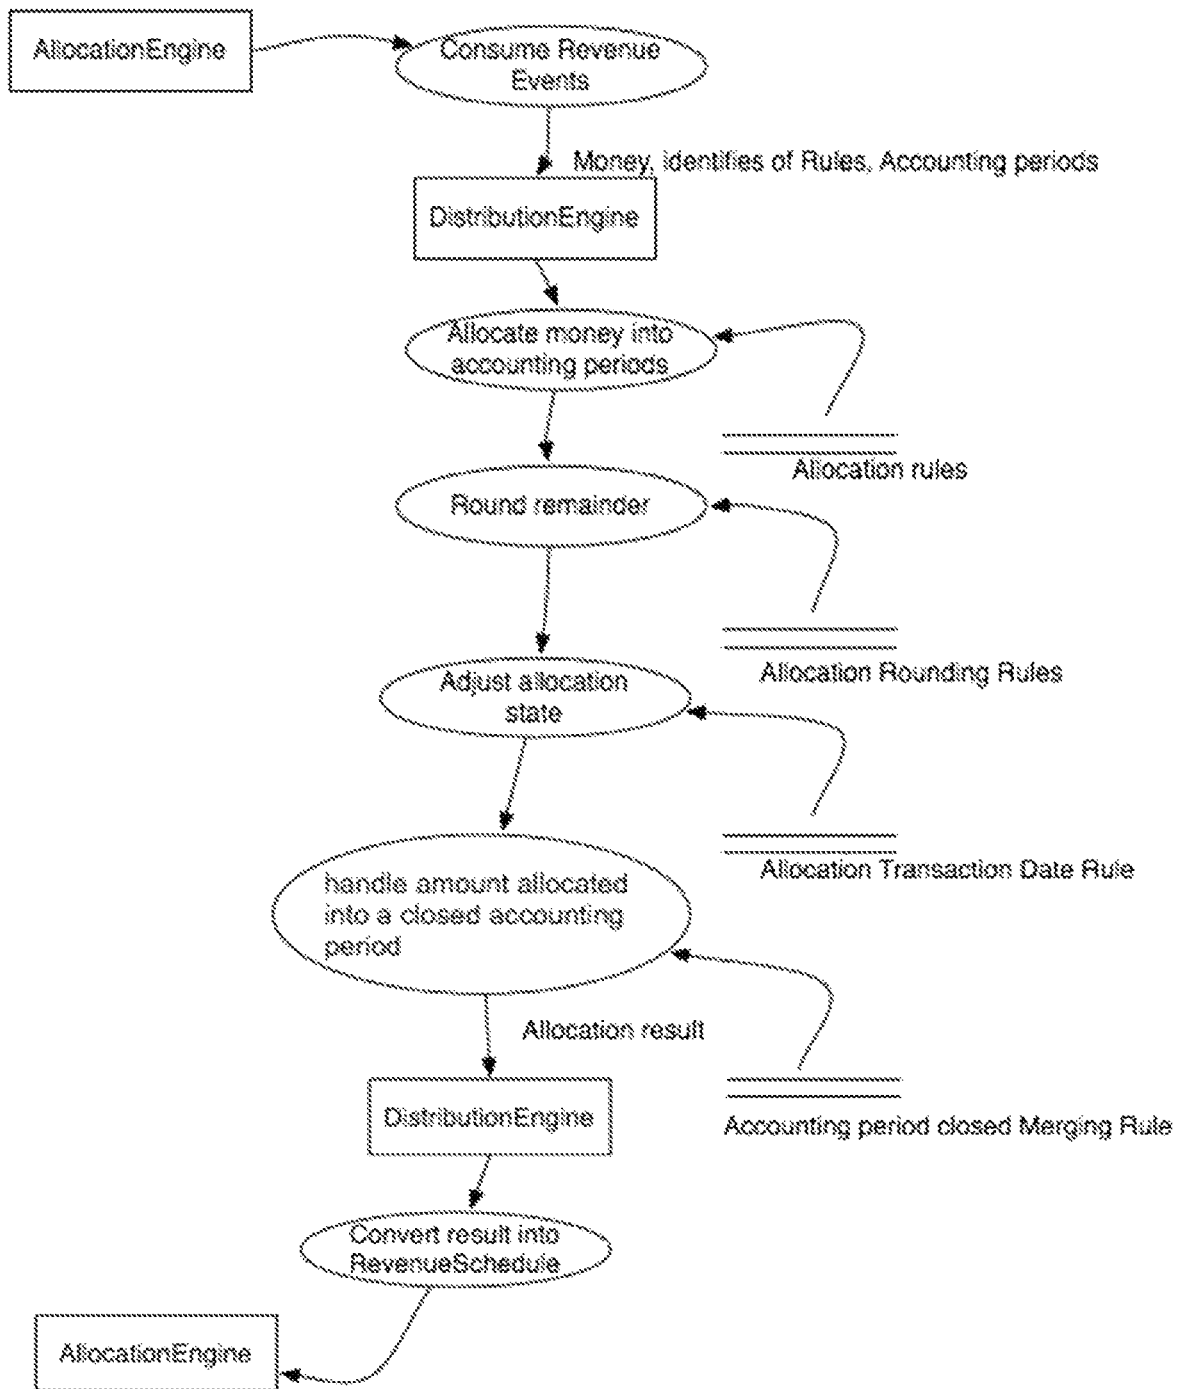 AllocationEngine
Consume Revenue
Events
Money, identifies of Rules, Accounting periods
DistributionEngine
Allocate money into
accounting periods
Allocation rules
Round remainder
Allocation Rounding Rules
Adjust allocation
state
Allocation Transaction Date Rule
handle amount allocated
into a closed accounting
period
Allocation result
DistributionEngine
Accounting period closed Merging Rule
Convert result into
RevenueSchedule
AllocationEngine